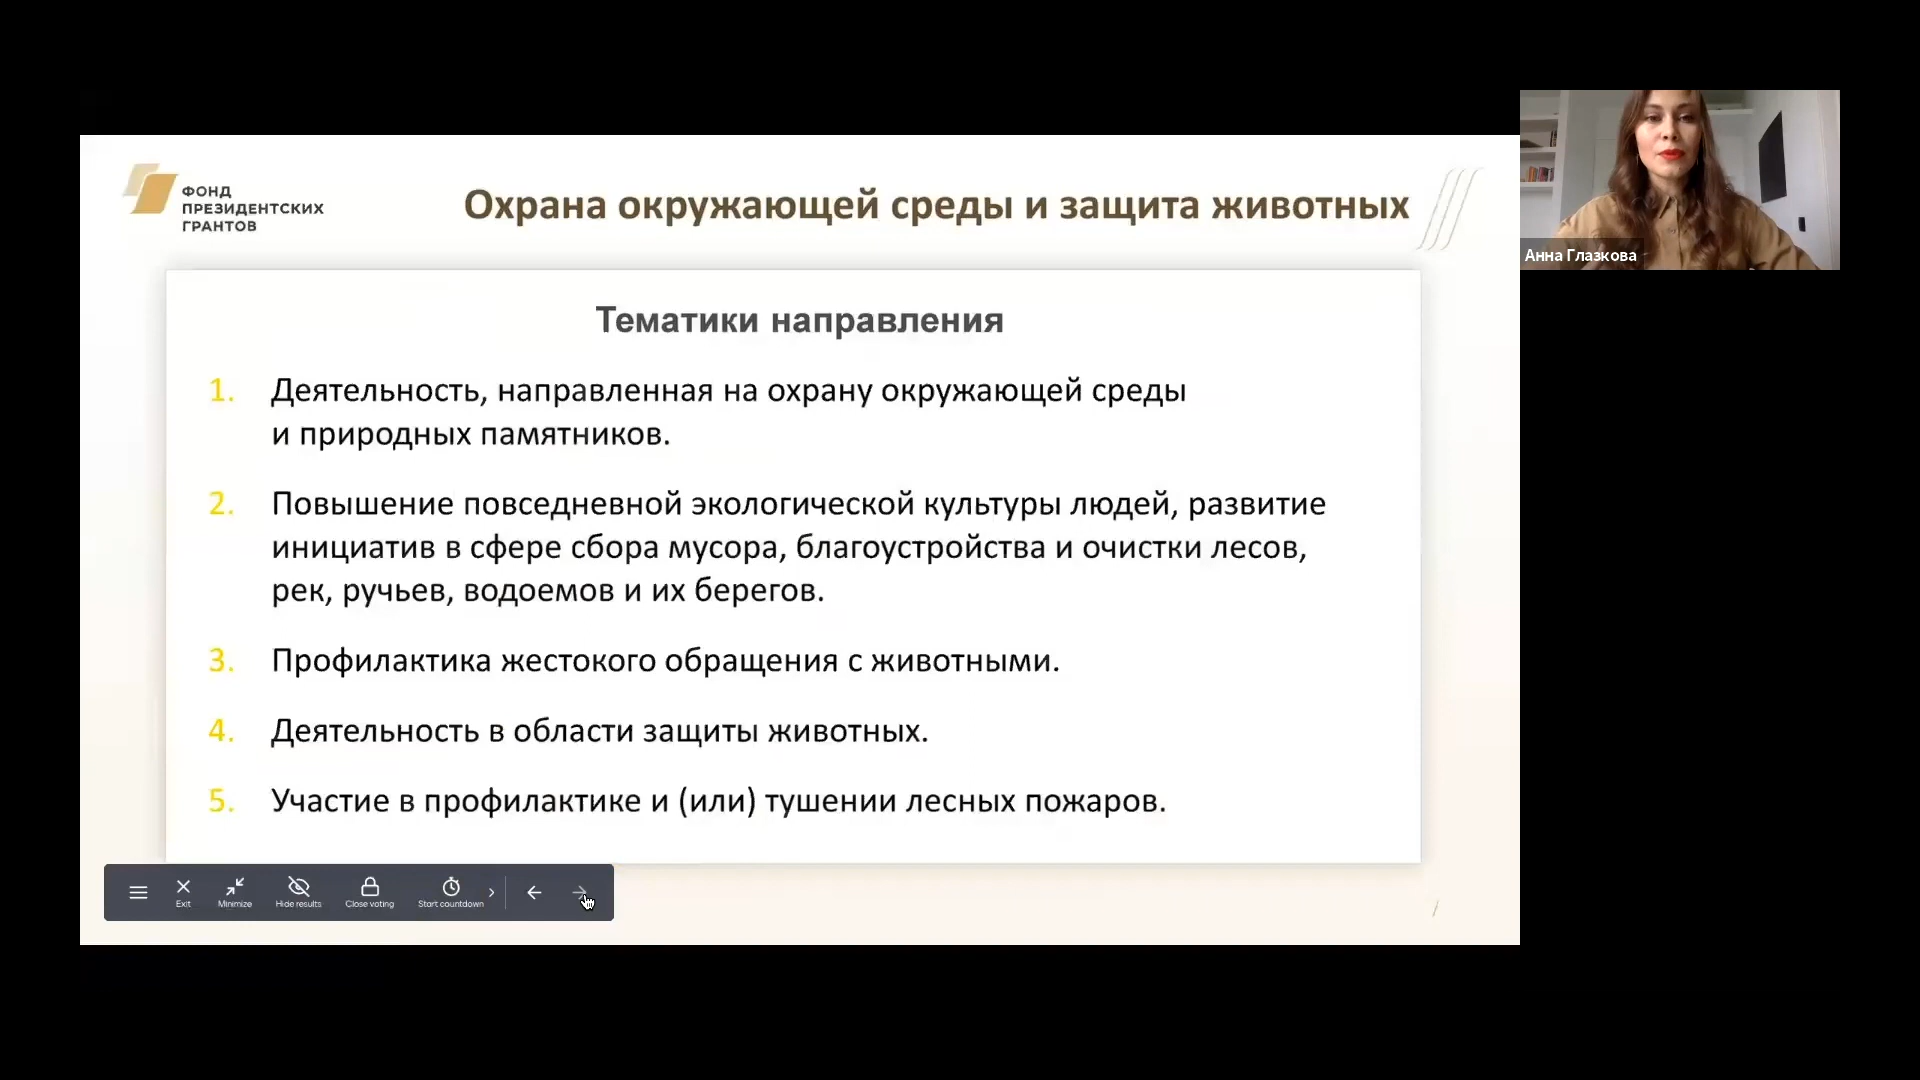 ФОНД
ПРЕЗИДЕНТСКИХ
ГРАНТОВ
Охрана окружающей среды и защита животных
Анна Глазкова
Тематики направления
1. Деятельность, направленная на охрану окружающей среды
и природных памятников.
2. Повышение повседневной экологической культуры людей, развитие
инициатив в сфере сбора мусора, благоустройства и очистки лесов,
рек, ручьев, водоемов и их берегов.
3. Профилактика жестокого обращения с животными.
4. Деятельность в области защиты животных.
5. Участие в профилактике и (или) тушении лесных пожаров.
Exit Minimize Hide results Close voting Start countdown